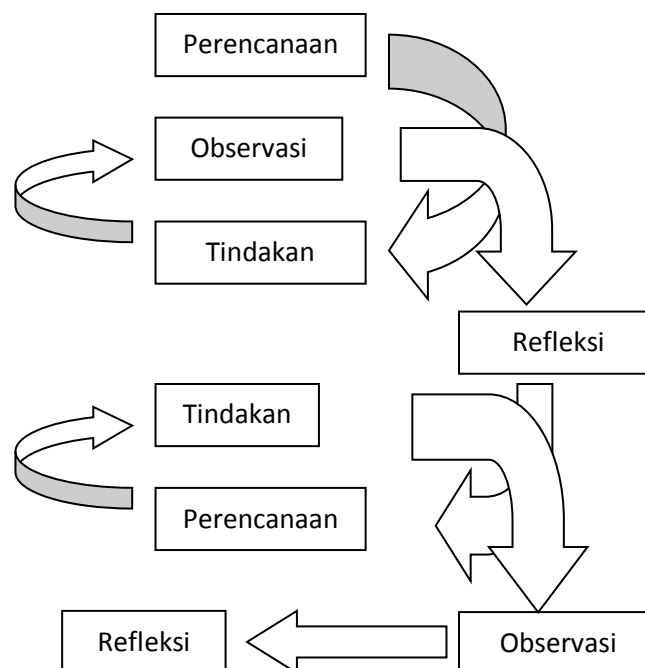 Perencanaan
Observasi
Tindakan
Refleksi
Tindakan
Perencanaan
Refleksi
Observasi